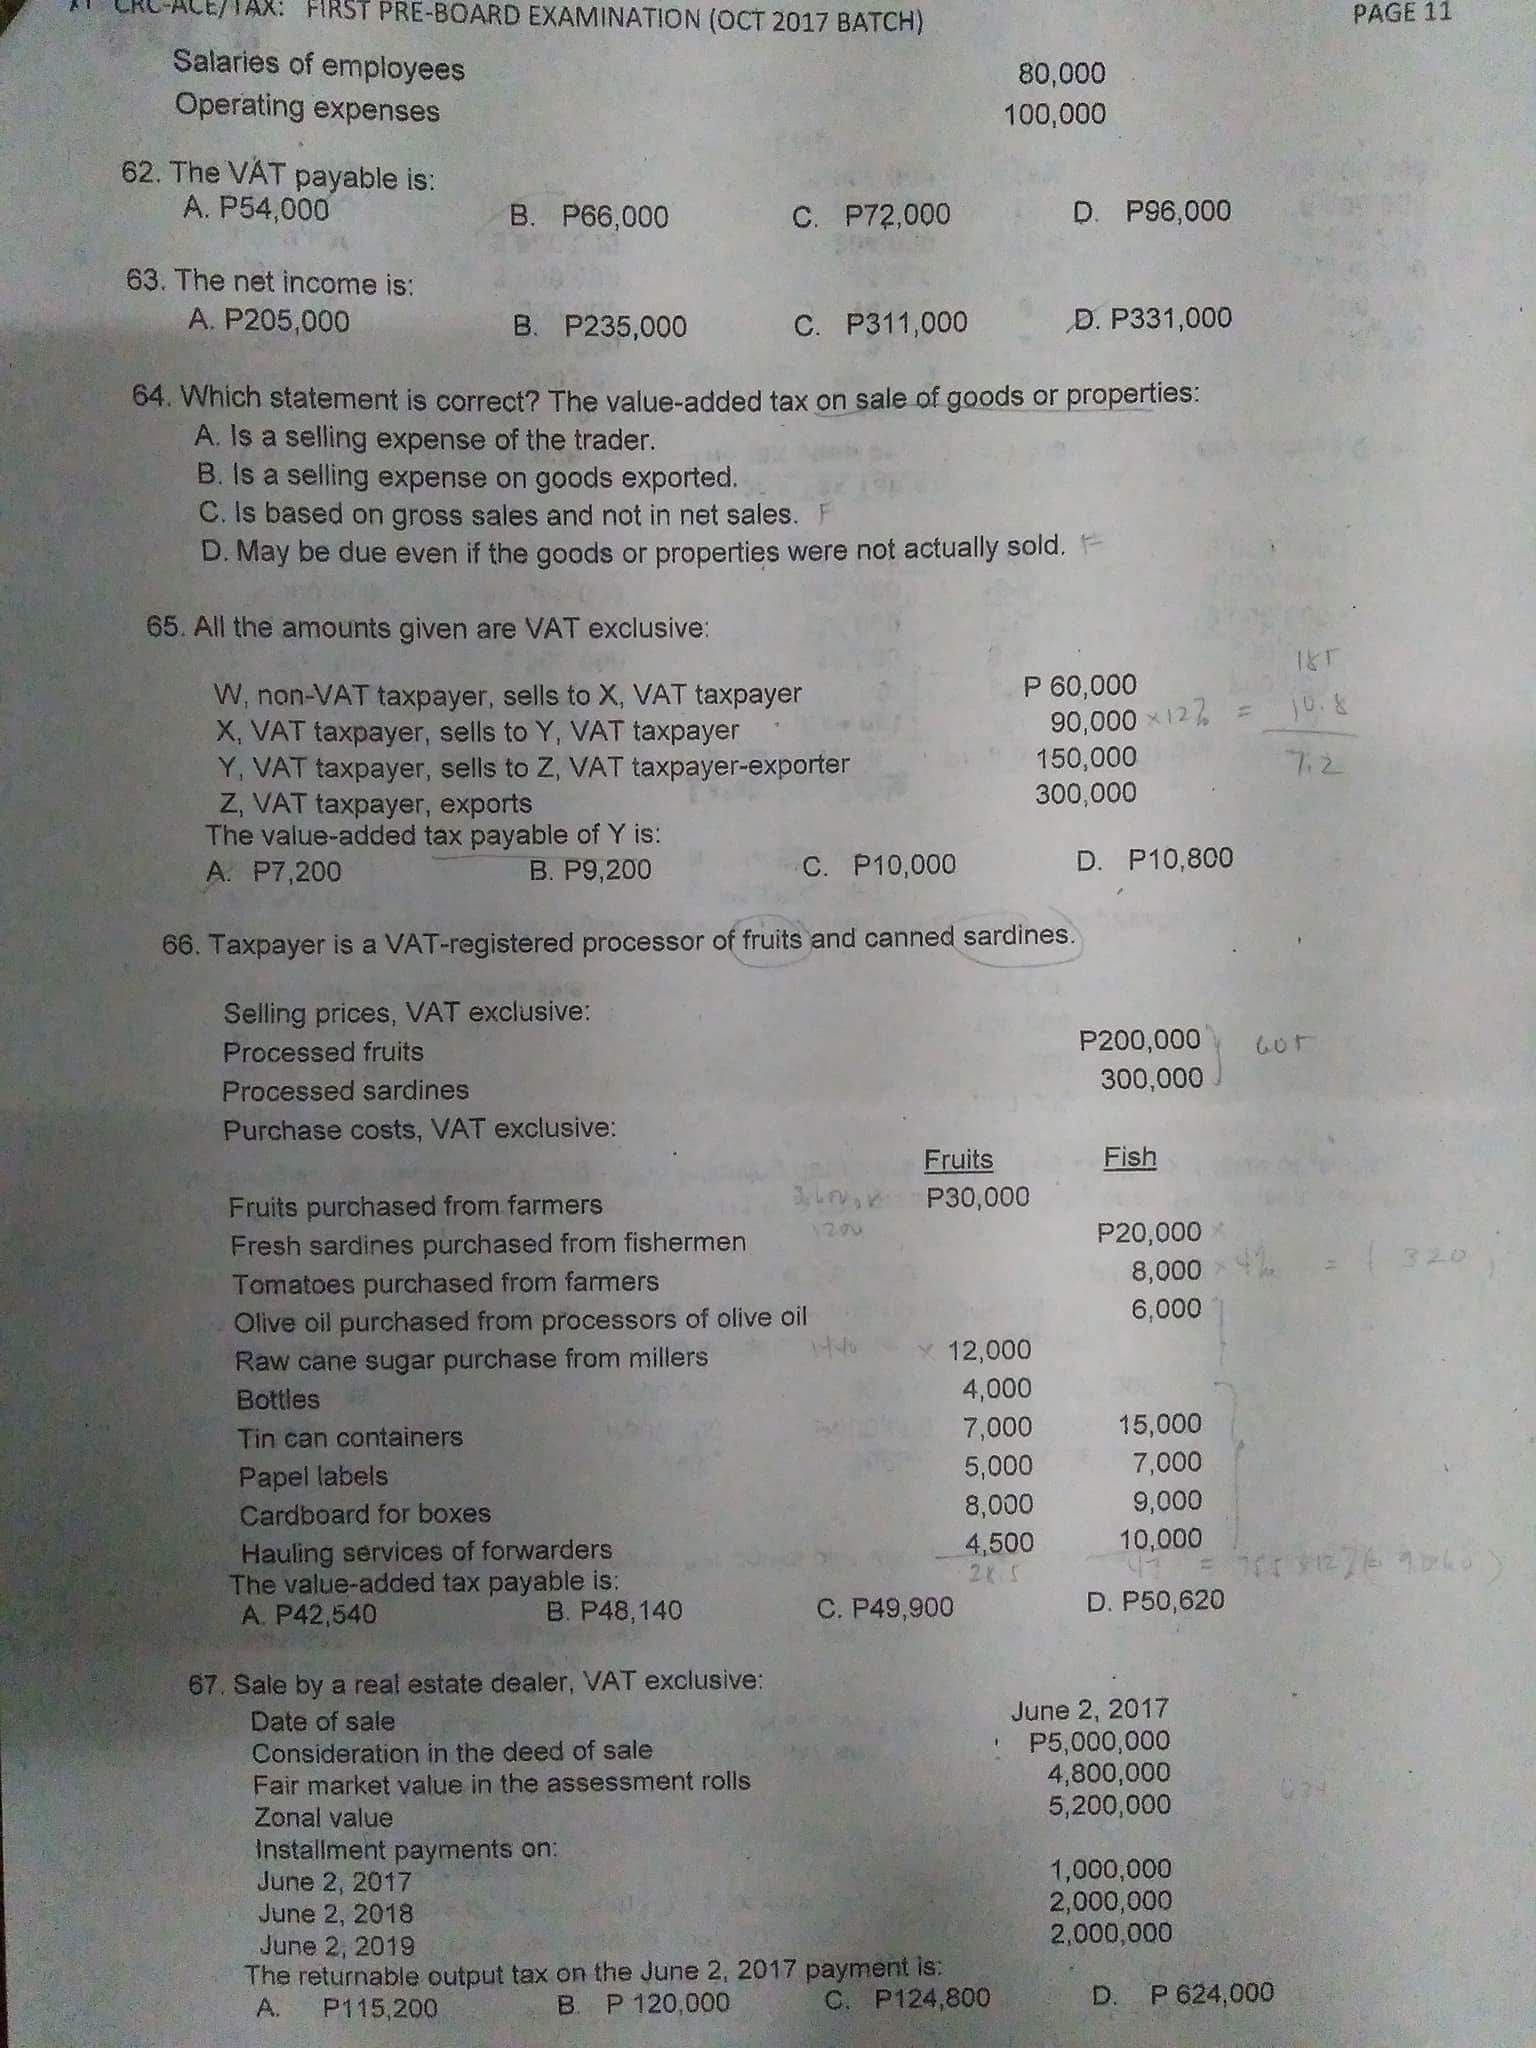 CRC-ACE/TAX: FIRST PRE-BOARD EXAMINATION (OCT 2017 BATCH) PAGE 11
Salaries of employees 80,000
Operating expenses 100,000
62. The VAT payable is:
A. P54,000 B. P66,000 C. P72,000 D. P96,000
63. The net income is:
A. P205,000 B. P235,000 C. P311,000 D. P331,000
64. Which statement is correct? The value-added tax on sale of goods or properties:
A. Is a selling expense of the trader.
B. Is a selling expense on goods exported.
C. Is based on gross sales and not in net sales. F
D. May be due even if the goods or properties were not actually sold. F
65. All the amounts given are VAT exclusive:
W, non-VAT taxpayer, sells to X, VAT taxpayer P 60,000
X, VAT taxpayer, sells to Y, VAT taxpayer 90,000 x12% = 10.8
Y, VAT taxpayer, sells to Z, VAT taxpayer-exporter 150,000 7.2
Z, VAT taxpayer, exports 300,000
The value-added tax payable of Y is:
A. P7,200 B. P9,200 C. P10,000 D. P10,800
66. Taxpayer is a VAT-registered processor of fruits and canned sardines.
Selling prices, VAT exclusive:
Processed fruits P200,000
Processed sardines 300,000
Purchase costs, VAT exclusive:
Fruits Fish
Fruits purchased from farmers P30,000
Fresh sardines purchased from fishermen P20,000
Tomatoes purchased from farmers 8,000 x 4% = ( 320 )
Olive oil purchased from processors of olive oil 6,000
Raw cane sugar purchase from millers 12,000
Bottles 4,000
Tin can containers 7,000 15,000
Papel labels 5,000 7,000
Cardboard for boxes 8,000 9,000
Hauling services of forwarders 4,500 10,000
28.5
The value-added tax payable is:
A. P42,540 B. P48,140 C. P49,900 D. P50,620
67. Sale by a real estate dealer, VAT exclusive:
Date of sale June 2, 2017
Consideration in the deed of sale P5,000,000
Fair market value in the assessment rolls 4,800,000
Zonal value 5,200,000
Installment payments on:
June 2, 2017 1,000,000
June 2, 2018 2,000,000
June 2, 2019 2,000,000
The returnable output tax on the June 2, 2017 payment is:
A. P115,200 B P 120,000 C. P124,800 D. P 624,000